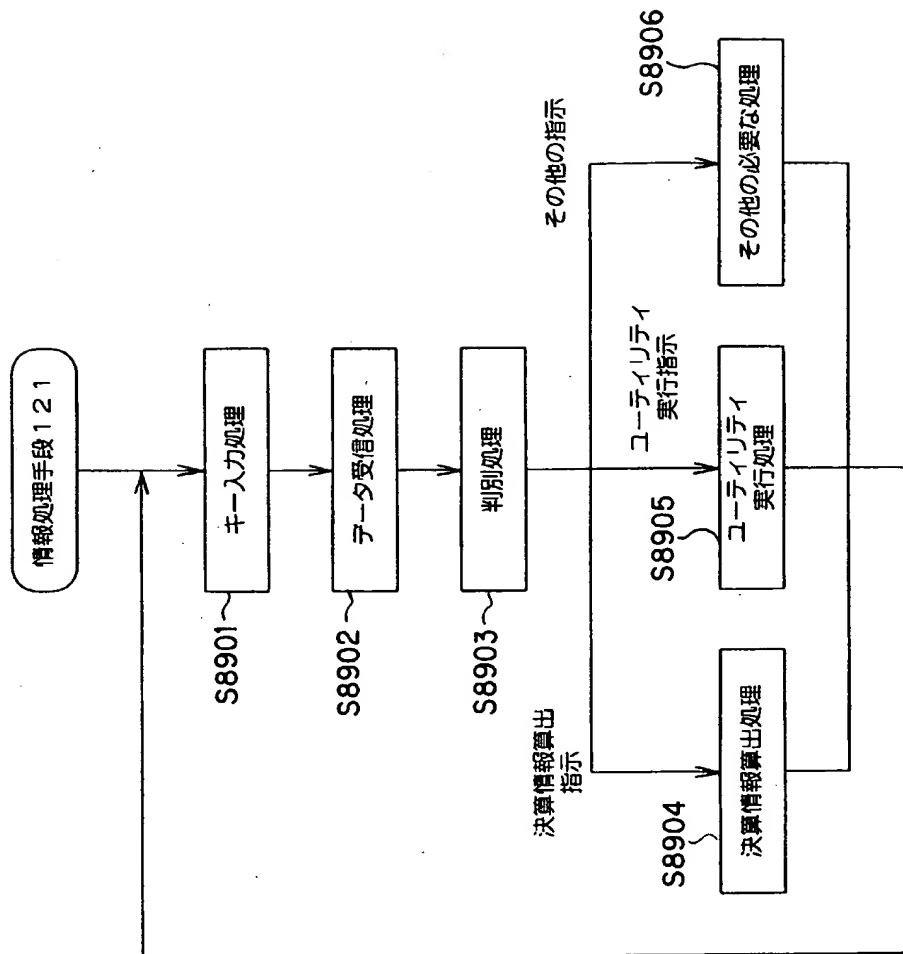 情報処理手段121
キー入力処理
S8901
データ受信処理
S8902
判別処理
S8903
決算情報算出
指示
ユーティリティ
実行指示
その他の指示
決算情報算出処理
S8904
ユーティリティ
実行処理
S8905
その他の必要な処理
S8906